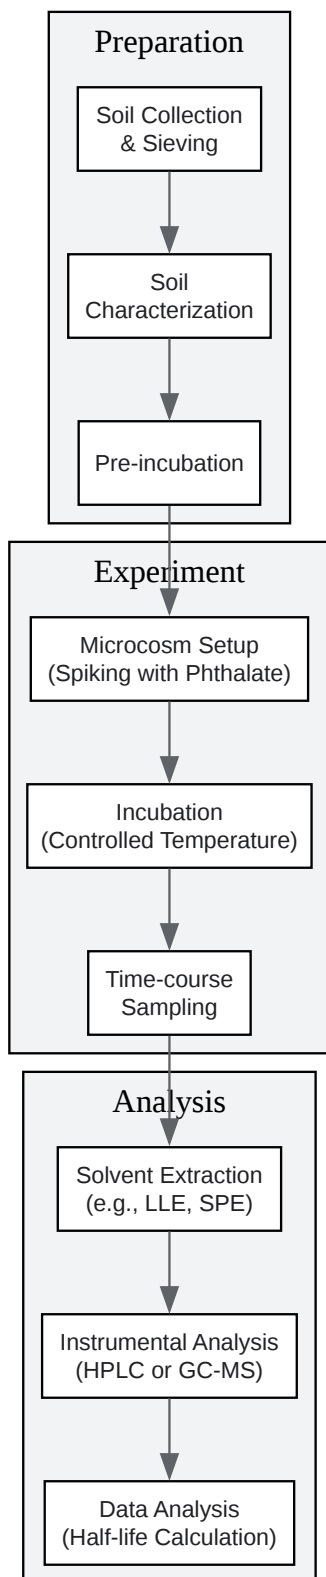 Preparation
Soil Collection
& Sieving
Soil
Characterization
Pre-incubation
Experiment
Microcosm Setup
(Spiking with Phthalate)
Incubation
(Controlled Temperature)
Time-course
Sampling
Analysis
Solvent Extraction
(e.g., LLE, SPE)
Instrumental Analysis
(HPLC or GC-MS)
Data Analysis
(Half-life Calculation)